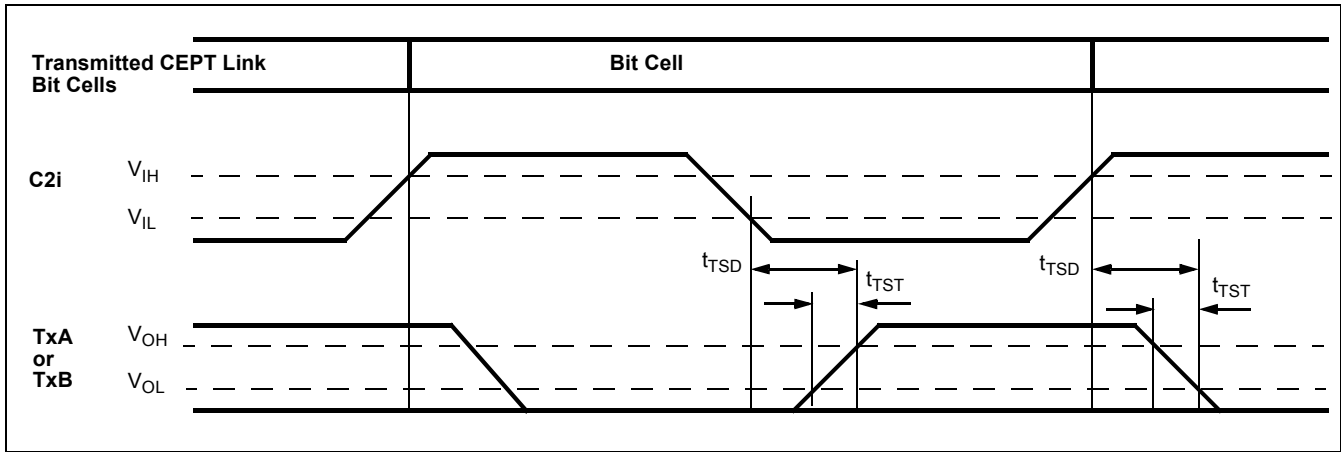 Transmitted CEPT Link
Bit Cells
Bit Cell
C2i
VIH
VIL
tTSD
tTST
tTSD
tTST
TxA
or
TxB
VOH
VOL